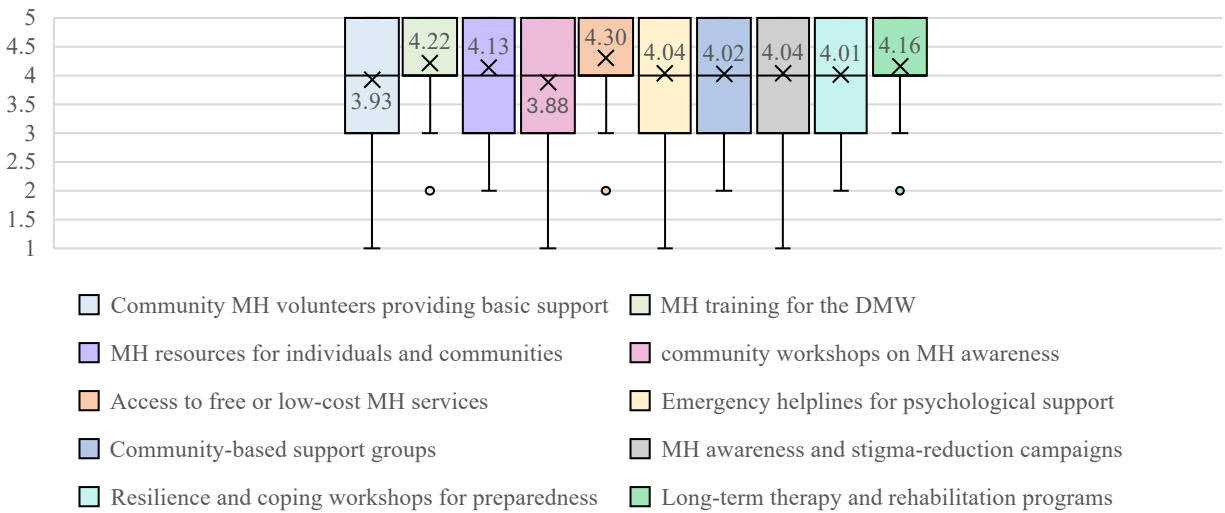 5
4.5
4
3.5
3
2.5
2
1.5
1
3.93
4.22
4.13
3.88
4.30
4.04
4.02
4.04
4.01
4.16
Community MH volunteers providing basic support
MH training for the DMW
MH resources for individuals and communities
community workshops on MH awareness
Access to free or low-cost MH services
Emergency helplines for psychological support
Community-based support groups
MH awareness and stigma-reduction campaigns
Resilience and coping workshops for preparedness
Long-term therapy and rehabilitation programs